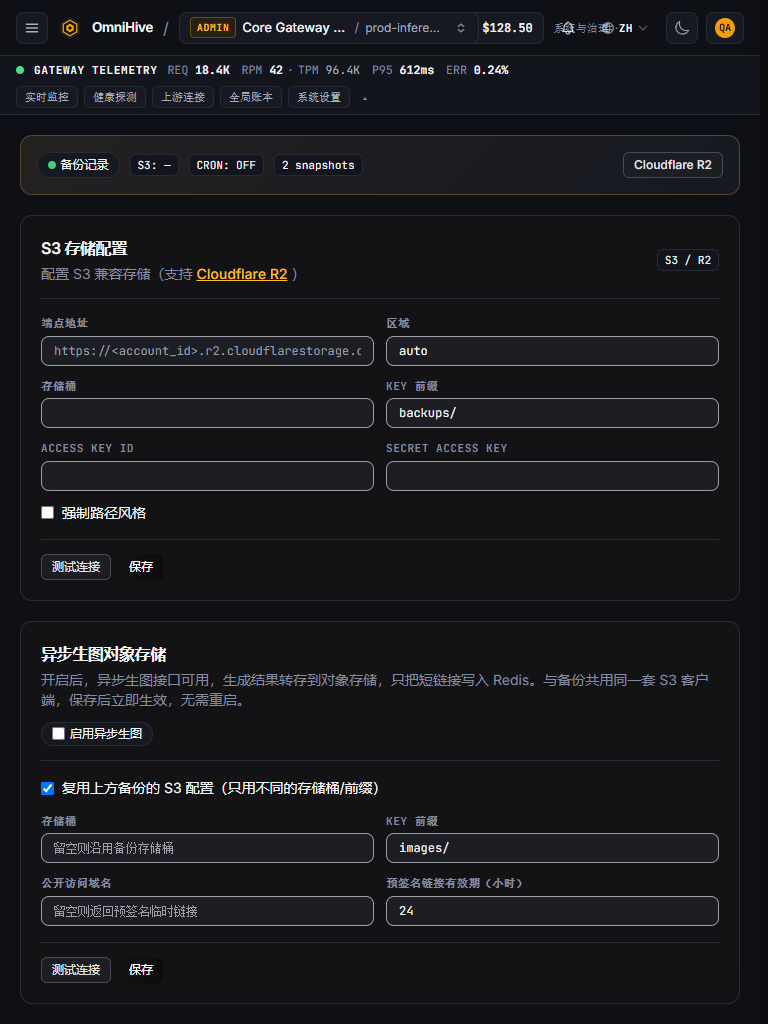 OmniHive / ADMIN Core Gateway ... / prod-infere... $128.50 系统与治理 ZH QA
GATEWAY TELEMETRY REQ 18.4K RPM 42 · TPM 96.4K P95 612ms ERR 0.24%
实时监控 健康探测 上游连接 全局账本 系统设置
备份记录 S3: — CRON: OFF 2 snapshots Cloudflare R2
S3 存储配置
配置 S3 兼容存储（支持 Cloudflare R2 ）
S3 / R2
端点地址 区域
https://<account_id>.r2.cloudflarestorage.c auto
存储桶 KEY 前缀
backups/
ACCESS KEY ID SECRET ACCESS KEY
强制路径风格
测试连接 保存
异步生图对象存储
开启后，异步生图接口可用，生成结果转存到对象存储，只把短链接写入 Redis。与备份共用同一套 S3 客户
端，保存后立即生效，无需重启。
启用异步生图
复用上方备份的 S3 配置（只用不同的存储桶/前缀）
存储桶 KEY 前缀
留空则沿用备份存储桶 images/
公开访问域名 预签名链接有效期（小时）
留空则返回预签名临时链接 24
测试连接 保存